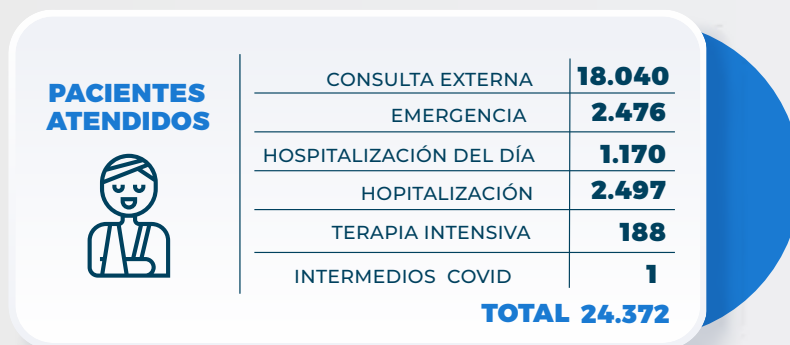 PACIENTES
ATENDIDOS
CONSULTA EXTERNA 18.040
EMERGENCIA 2.476
HOSPITALIZACIÓN DEL DÍA 1.170
HOPITALIZACIÓN 2.497
TERAPIA INTENSIVA 188
INTERMEDIOS COVID 1
TOTAL 24.372